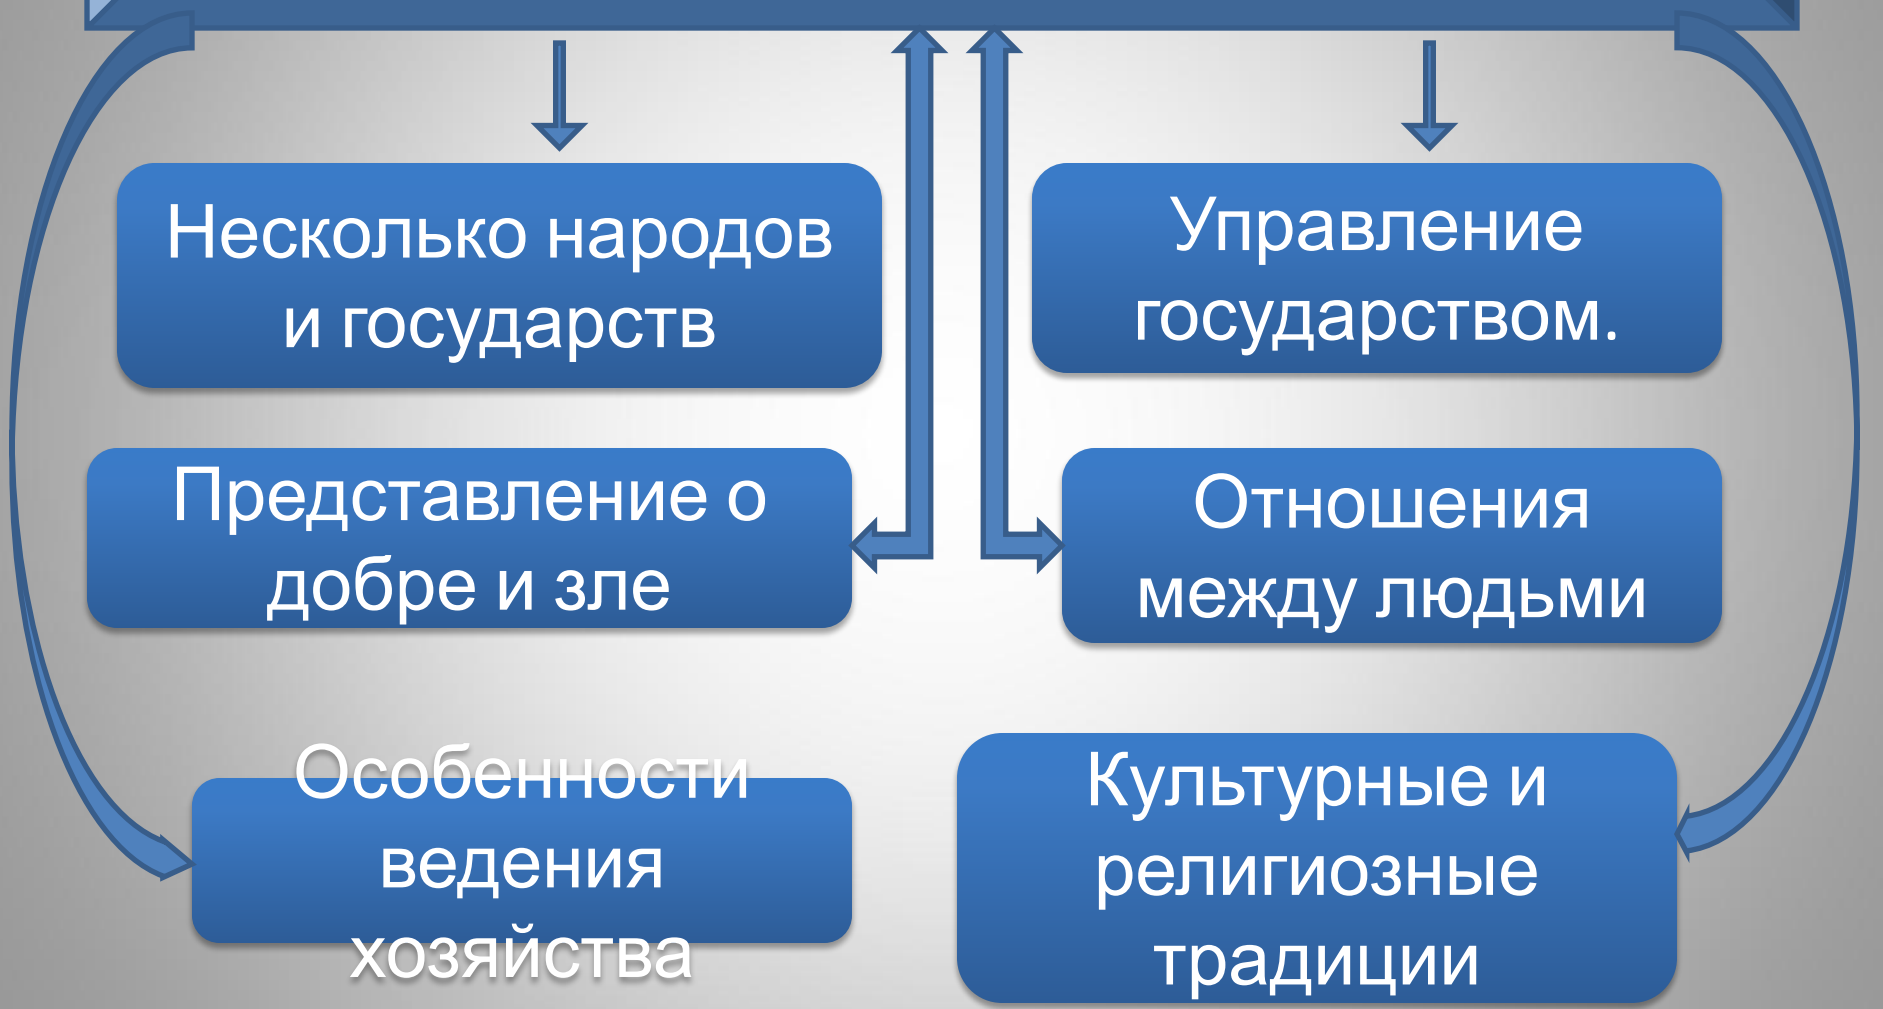 Несколько народов
и государств
Управление
государством.
Представление о
добре и зле
Отношения
между людьми
Особенности
ведения
хозяйства
Культурные и
религиозные
традиции